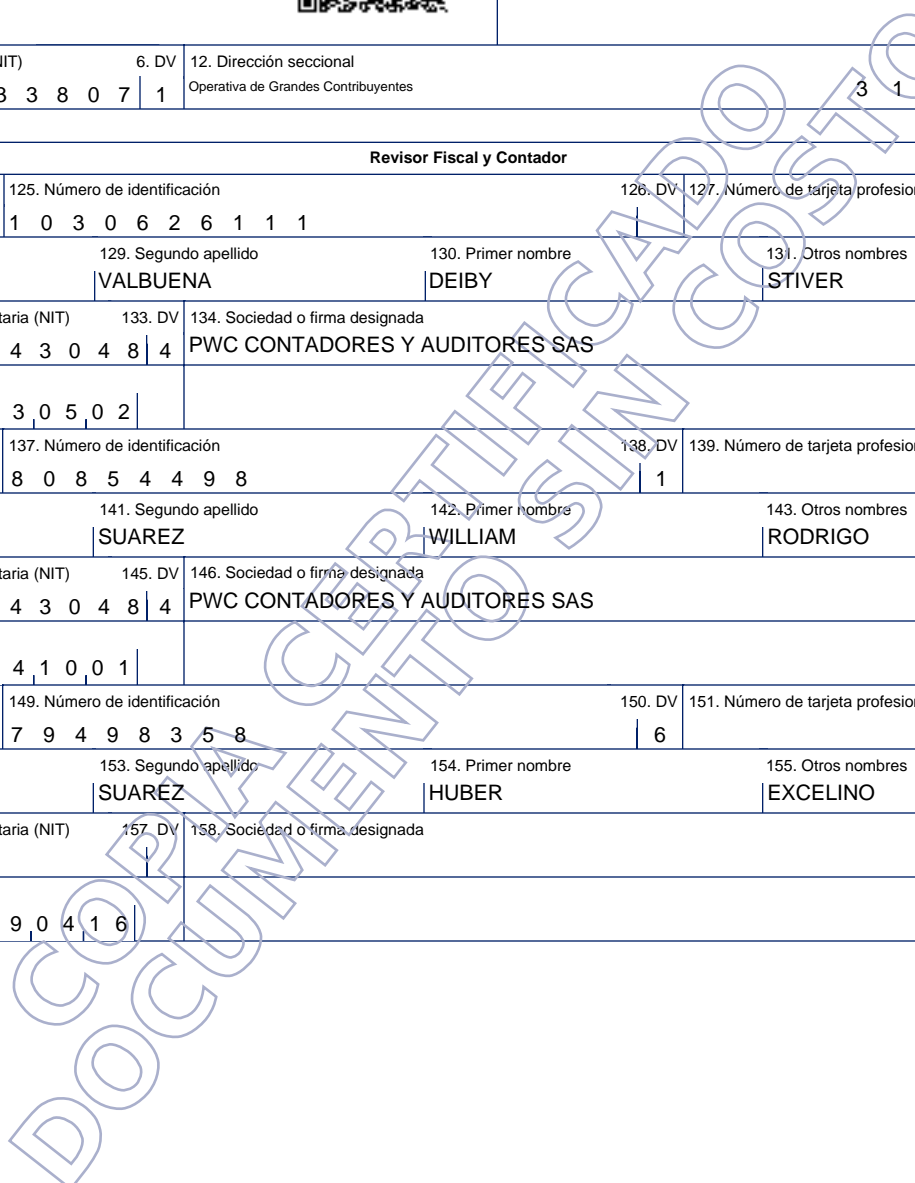 NIT) 6. DV 12. Dirección seccional
3 3 8 0 7 1 Operativa de Grandes Contribuyentes 3 1
Revisor Fiscal y Contador
125. Número de identificación 126. DV 127. Número de tarjeta profesion
1 0 3 0 6 2 6 1 1 1
129. Segundo apellido 130. Primer nombre 131. Otros nombres
VALBUENA DEIBY STIVER
taria (NIT) 133. DV 134. Sociedad o firma designada
4 3 0 4 8 4 PWC CONTADORES Y AUDITORES SAS
3 0 5 0 2
137. Número de identificación 138. DV 139. Número de tarjeta profesion
8 0 8 5 4 4 9 8 1
141. Segundo apellido 142. Primer nombre 143. Otros nombres
SUAREZ WILLIAM RODRIGO
taria (NIT) 145. DV 146. Sociedad o firma designada
4 3 0 4 8 4 PWC CONTADORES Y AUDITORES SAS
4 1 0 0 1
149. Número de identificación 150. DV 151. Número de tarjeta profesion
7 9 4 9 8 3 5 8 6
153. Segundo apellido 154. Primer nombre 155. Otros nombres
SUAREZ HUBER EXCELINO
taria (NIT) 157. DV 158. Sociedad o firma designada
9 0 4 1 6
COPIA CERTIFICADO
DOCUMENTO SIN COSTO